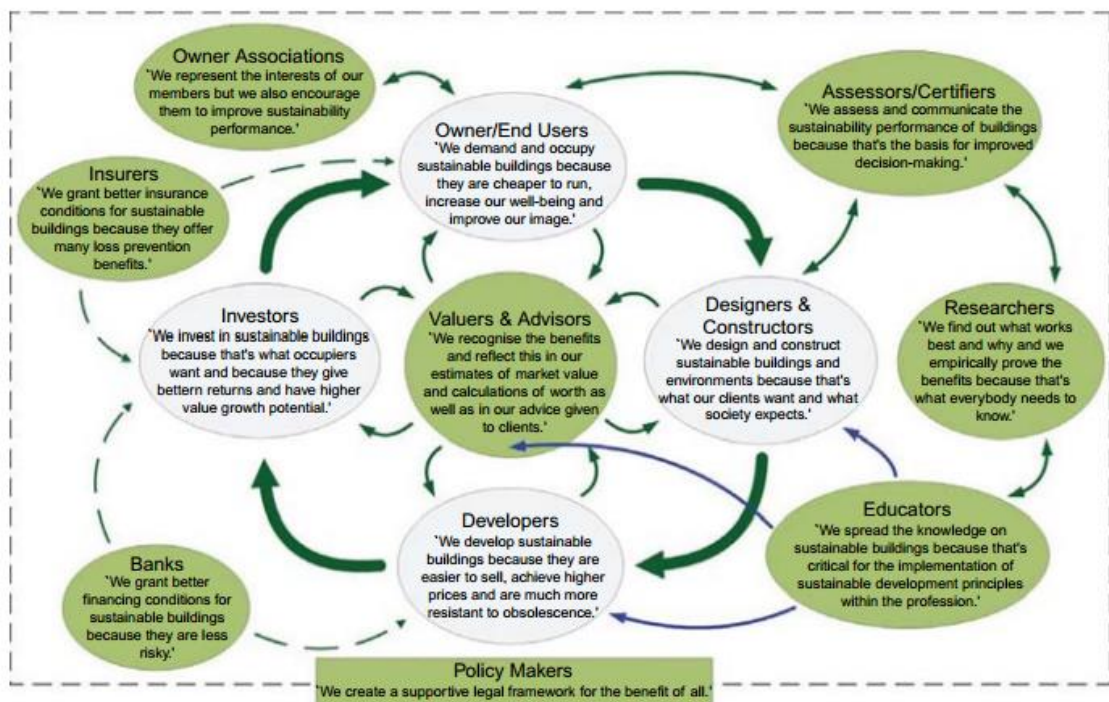 Owner Associations
‘We represent the interests of our
members but we also encourage
them to improve sustainability
performance.’
Assessors/Certifiers
‘We assess and communicate the
sustainability performance of buildings
because that's the basis for improved
decision-making.’
Owner/End Users
‘We demand and occupy
sustainable buildings because
they are cheaper to run,
increase our well-being and
improve our image.’
Insurers
‘We grant better insurance
conditions for sustainable
buildings because they offer
many loss prevention
benefits.’
Investors
‘We invest in sustainable buildings
because that's what occupiers
want and because they give
bettern returns and have higher
value growth potential.’
Valuers & Advisors
‘We recognise the benefits
and reflect this in our
estimates of market value
and calculations of worth as
well as in our advice given
to clients.’
Designers &
Constructors
‘We design and construct
sustainable buildings and
environments because that's
what our clients want and what
society expects.’
Researchers
‘We find out what works
best and why and we
empirically prove the
benefits because that's
what everybody needs to
know.’
Developers
‘We develop sustainable
buildings because they are
easier to sell, achieve higher
prices and are much more
resistant to obsolescence.’
Educators
‘We spread the knowledge on
sustainable buildings because that's
critical for the implementation of
sustainable development principles
within the profession.’
Banks
‘We grant better
financing conditions for
sustainable buildings
because they are less
risky.’
Policy Makers
‘We create a supportive legal framework for the benefit of all.’